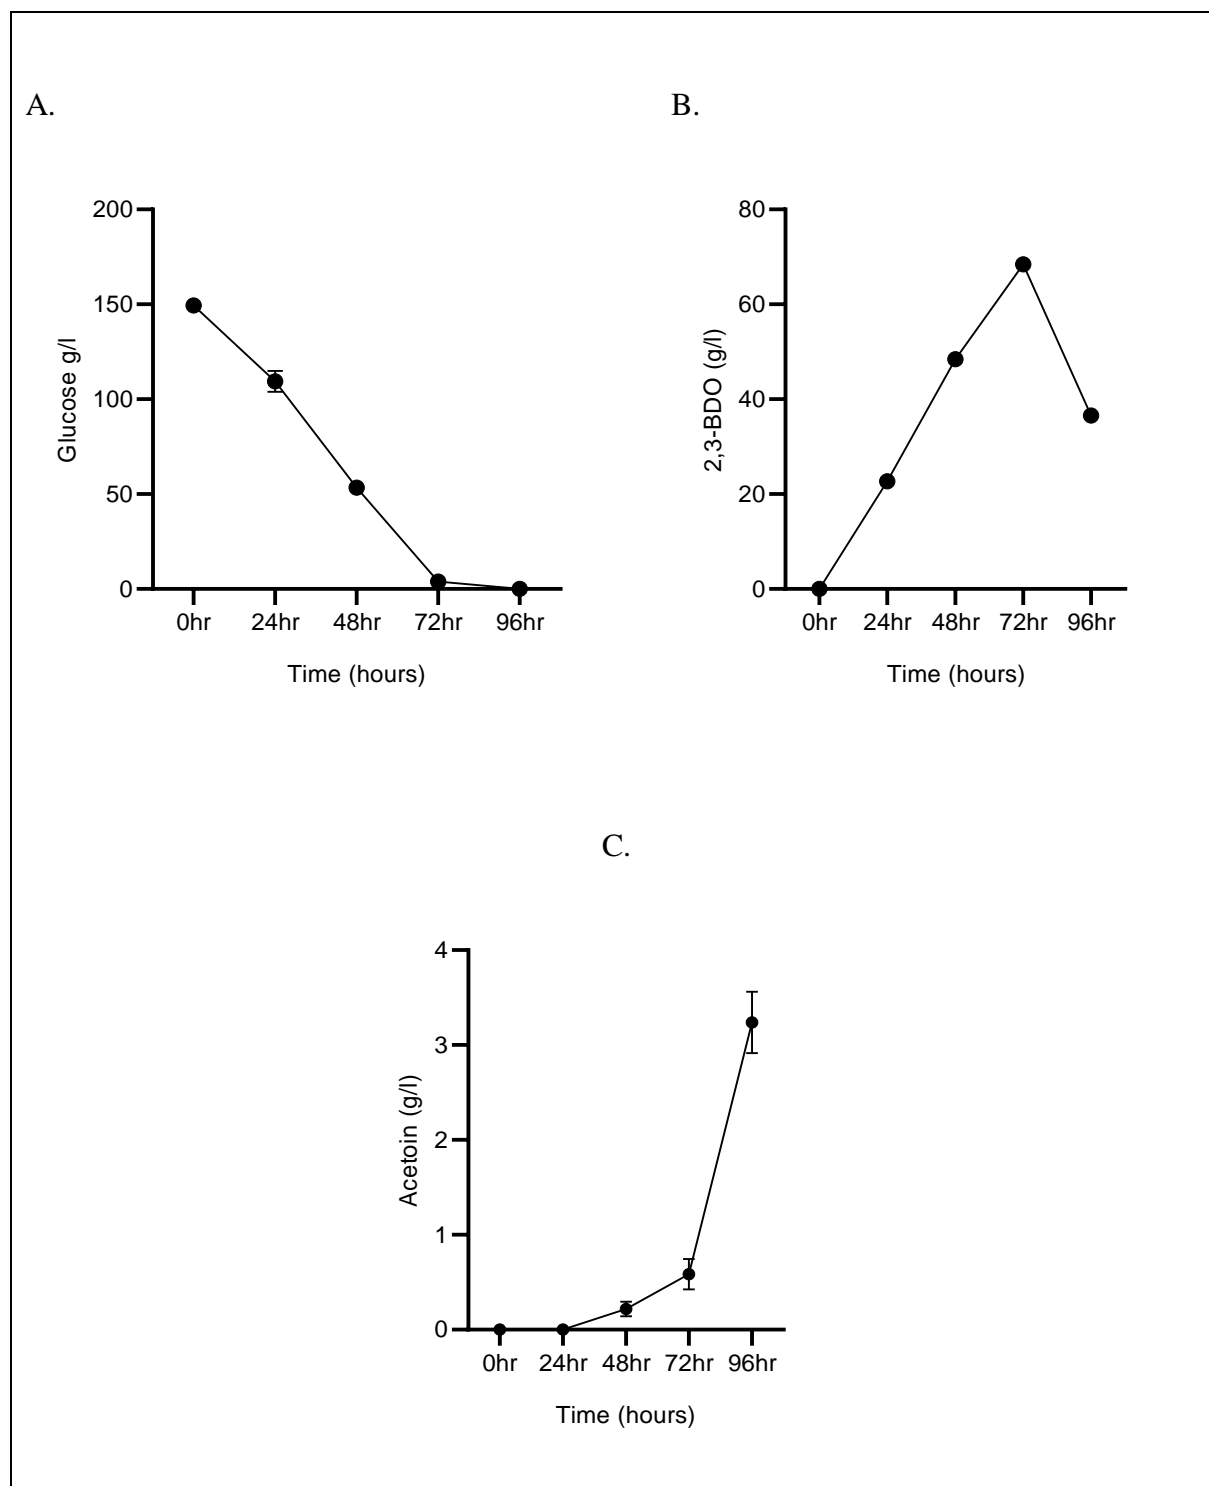 A.
B.
200
150
100
50
0
Glucose g/l
0hr 24hr 48hr 72hr 96hr
Time (hours)
80
60
40
20
0
2,3-BDO (g/l)
0hr 24hr 48hr 72hr 96hr
Time (hours)
C.
4
3
2
1
0
Acetoin (g/l)
0hr 24hr 48hr 72hr 96hr
Time (hours)